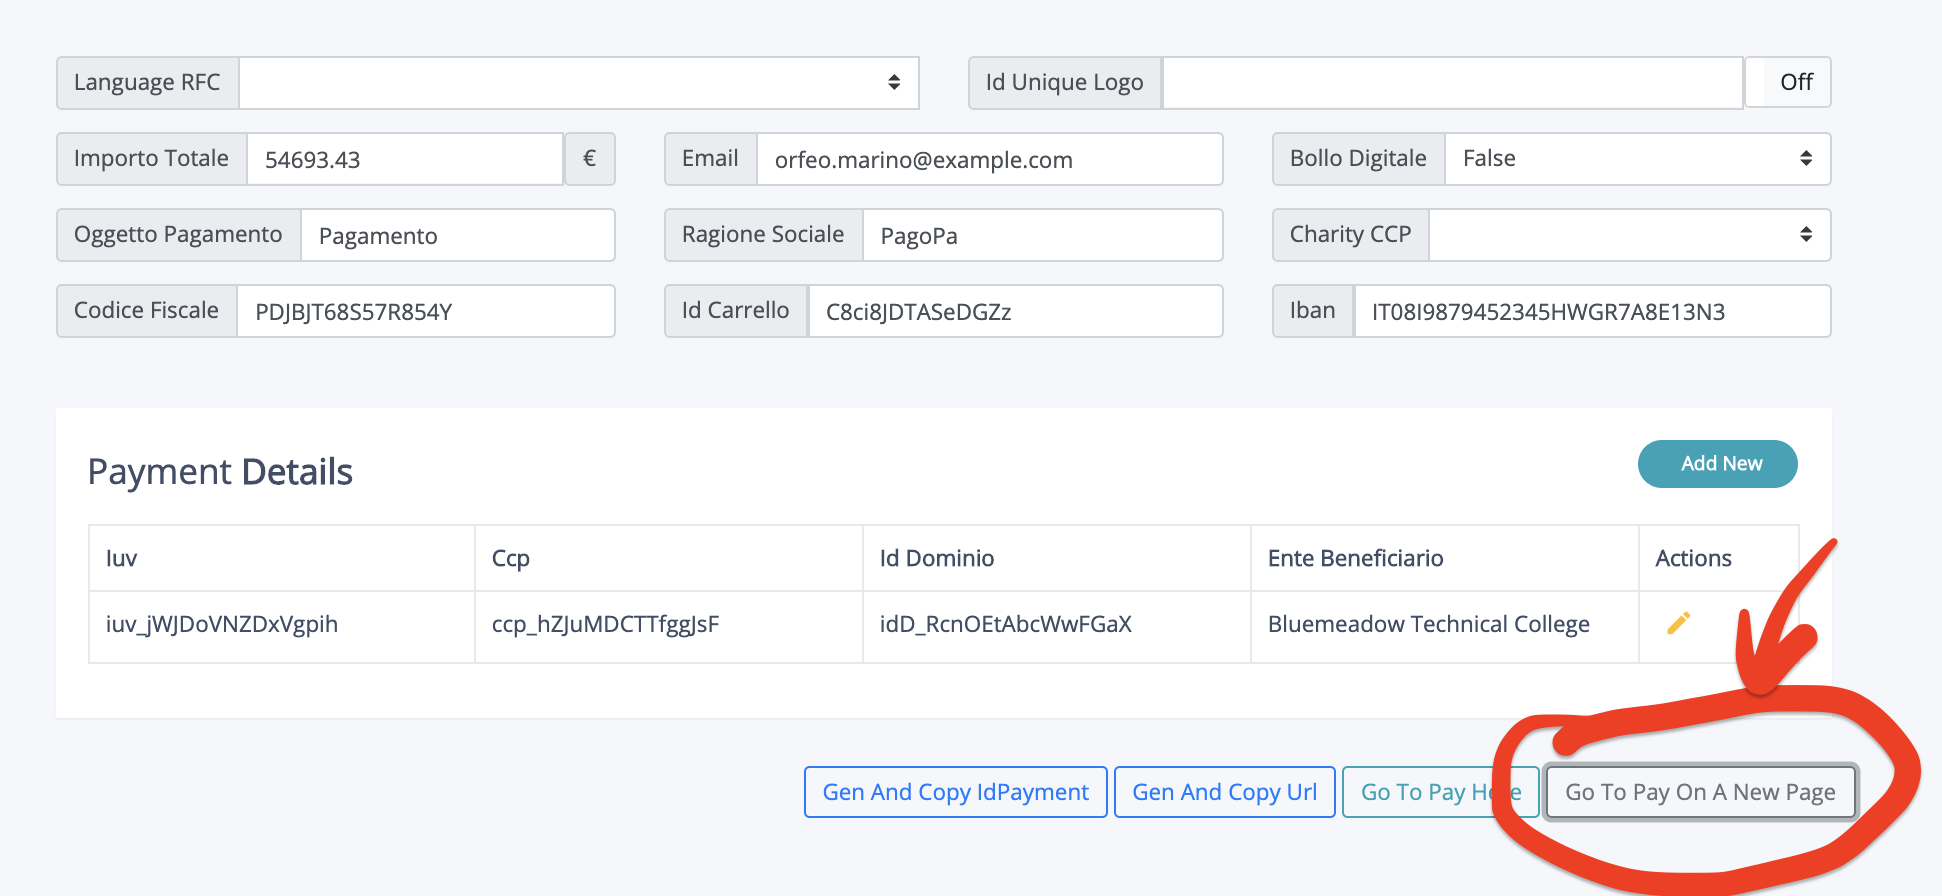 Language RFC Id Unique Logo Off
Importo Totale 54693.43 € Email orfeo.marino@example.com Bollo Digitale False
Oggetto Pagamento Pagamento Ragione Sociale PagoPa Charity CCP
Codice Fiscale PDJBJT68S57R854Y Id Carrello C8ci8JDTASeDGZz Iban IT08I9879452345HWGR7A8E13N3
Payment Details Add New
Iuv Ccp Id Dominio Ente Beneficiario Actions
iuv_jWJDoVNZDxVgpih ccp_hZJuMDCTTfggJsF idD_RcnOEtAbcWwFGaX Bluemeadow Technical College
Gen And Copy IdPayment Gen And Copy Url Go To Pay Here Go To Pay On A New Page